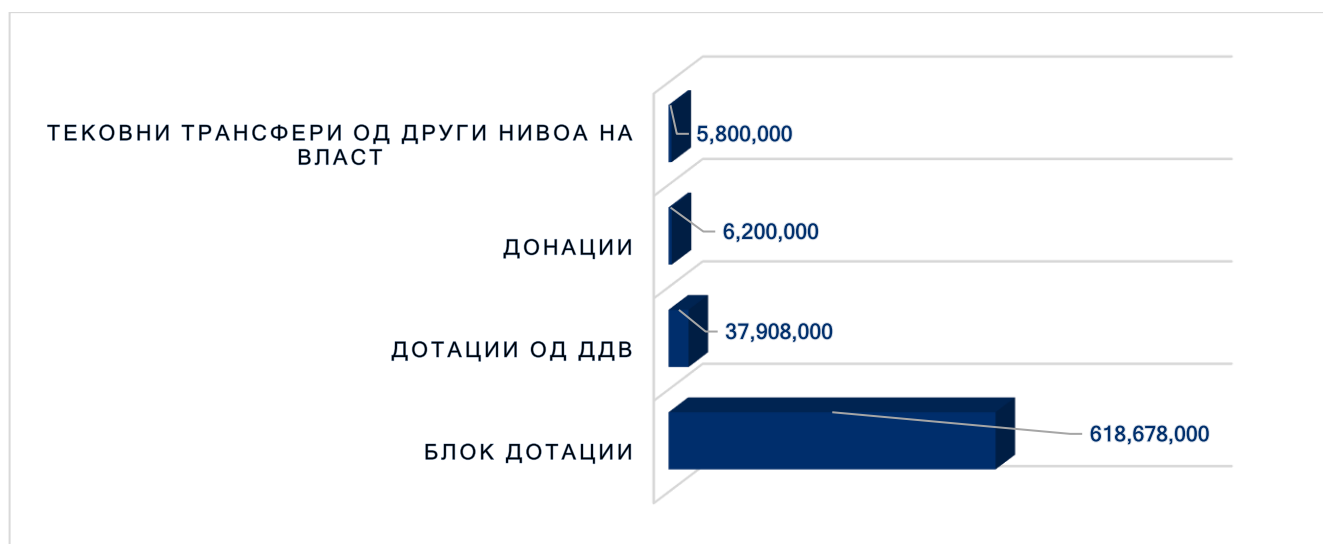 ТЕКОВНИ ТРАНСФЕРИ ОД ДРУГИ НИВОА НА
ВЛАСТ
5,800,000
ДОНАЦИИ
6,200,000
ДОТАЦИИ ОД ДДВ
37,908,000
БЛОК ДОТАЦИИ
618,678,000